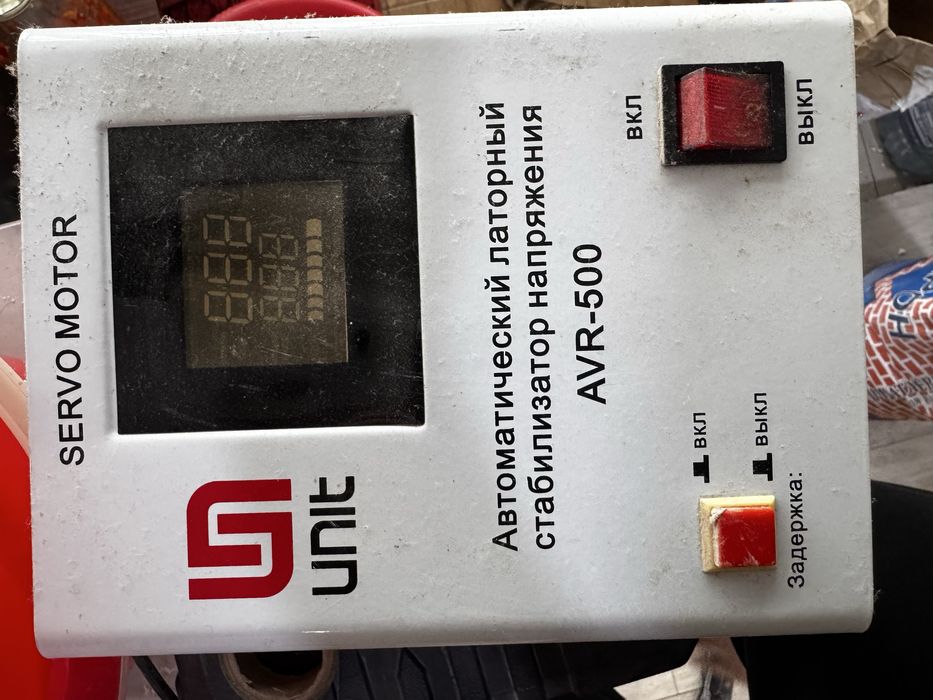 SERVO MOTOR
unit
Автоматический латорный
стабилизатор напряжения
AVR-500
Задержка:
вкл
выкл
вкл
выкл